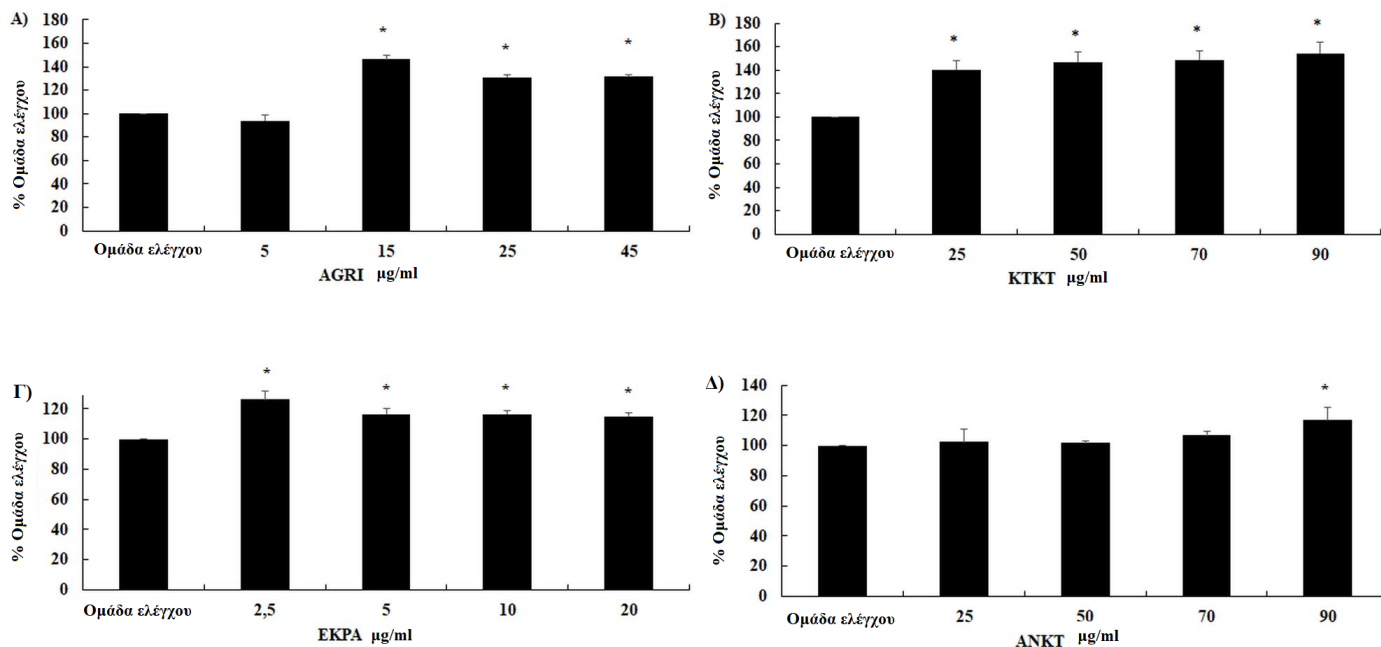 Α)
% Ομάδα ελέγχου
180
160
140
120
100
80
60
40
20
0
* * *
Ομάδα ελέγχου 5 15 25 45
AGRI μg/ml
Β)
% Ομάδα ελέγχου
180
160
140
120
100
80
60
40
20
0
* * * *
Ομάδα ελέγχου 25 50 70 90
KTKT μg/ml
Γ)
% Ομάδα ελέγχου
120
100
80
60
40
20
0
* * * *
Ομάδα ελέγχου 2,5 5 10 20
EKPA μg/ml
Δ)
% Ομάδα ελέγχου
140
120
100
80
60
40
20
0
*
Ομάδα ελέγχου 25 50 70 90
ANKT μg/ml